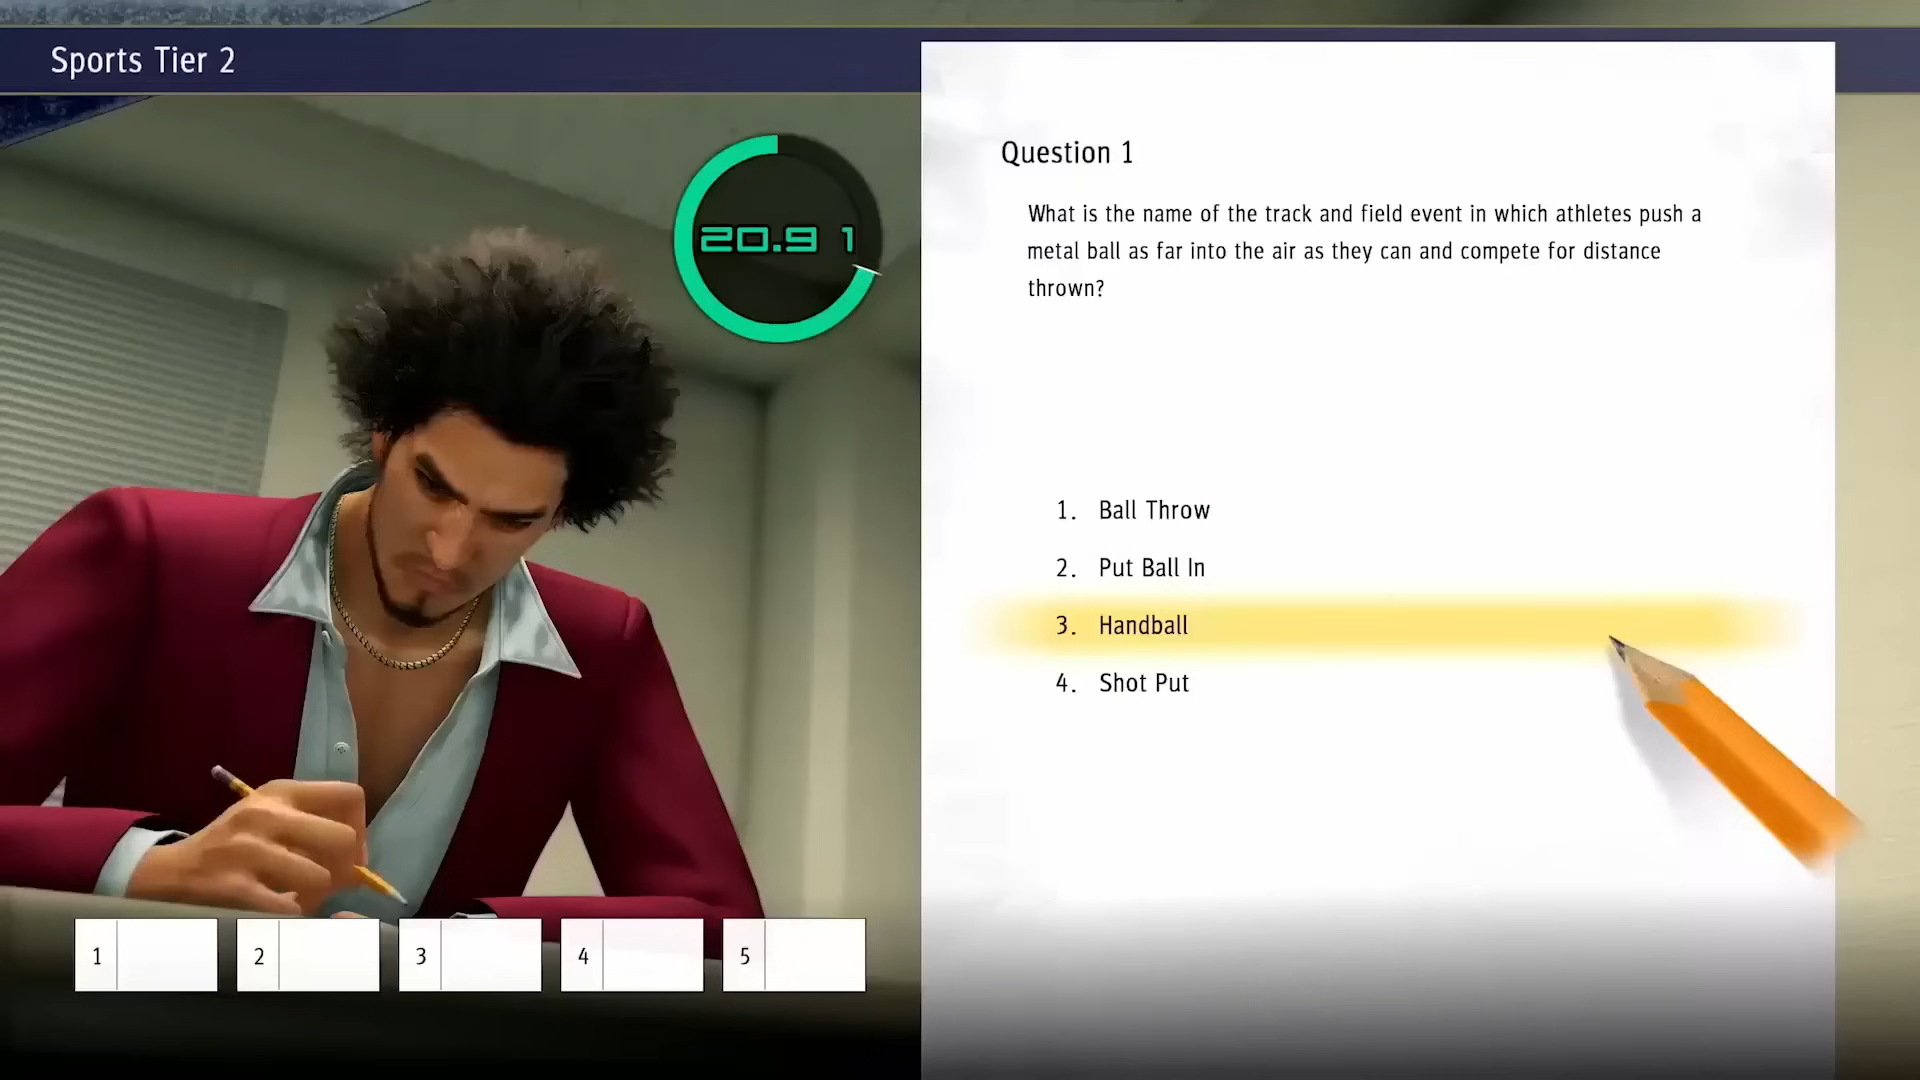 Sports Tier 2
20.91
Question 1
What is the name of the track and field event in which athletes push a
metal ball as far into the air as they can and compete for distance
thrown?
1. Ball Throw
2. Put Ball In
3. Handball
4. Shot Put
1 2 3 4 5